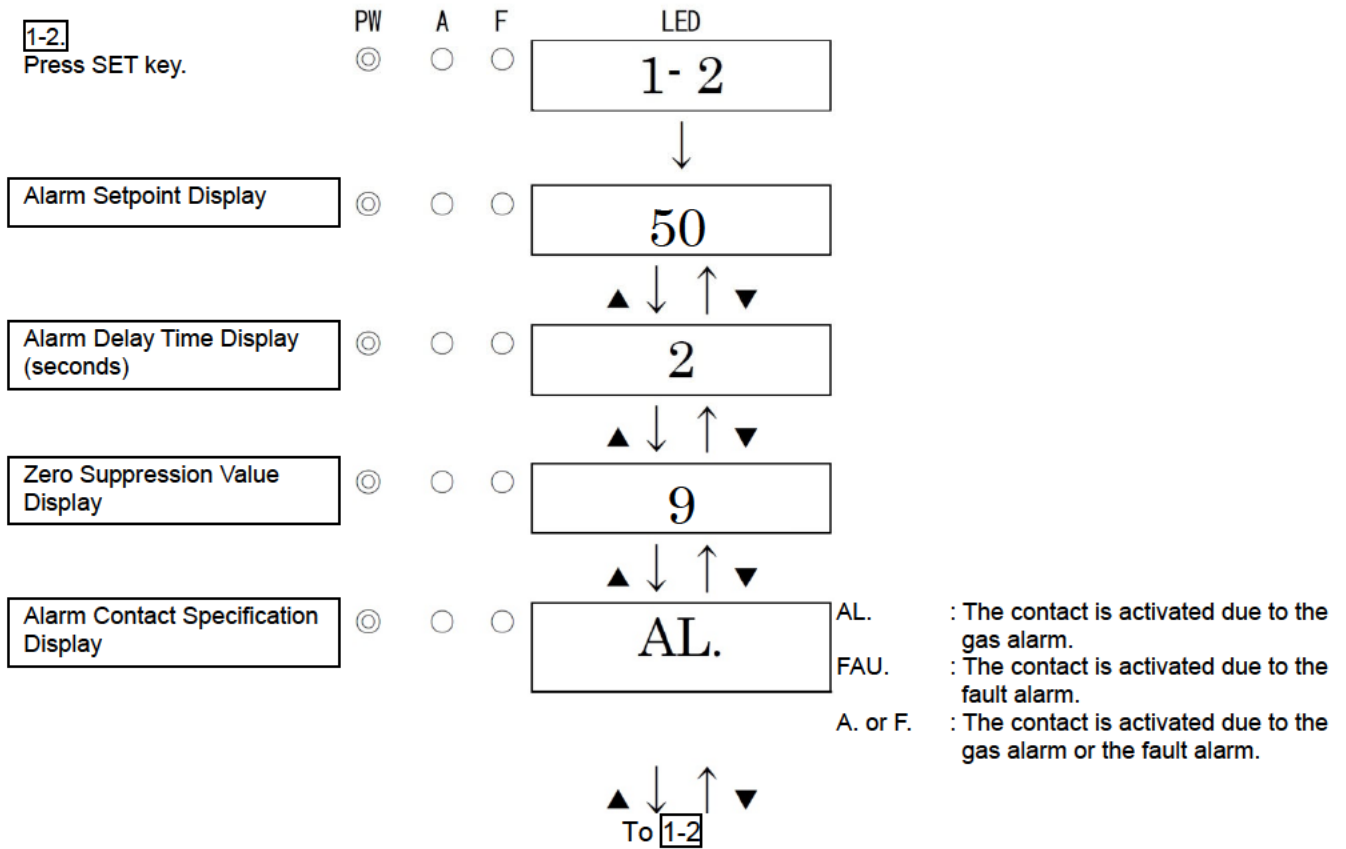 PW A F LED
1-2.
Press SET key.
1- 2
Alarm Setpoint Display
50
▲ ↓ ↑ ▼
Alarm Delay Time Display
(seconds)
2
▲ ↓ ↑ ▼
Zero Suppression Value
Display
9
▲ ↓ ↑ ▼
Alarm Contact Specification
Display
AL.
AL. : The contact is activated due to the
gas alarm.
FAU. : The contact is activated due to the
fault alarm.
A. or F. : The contact is activated due to the
gas alarm or the fault alarm.
▲ ↓ ↑ ▼
To 1-2